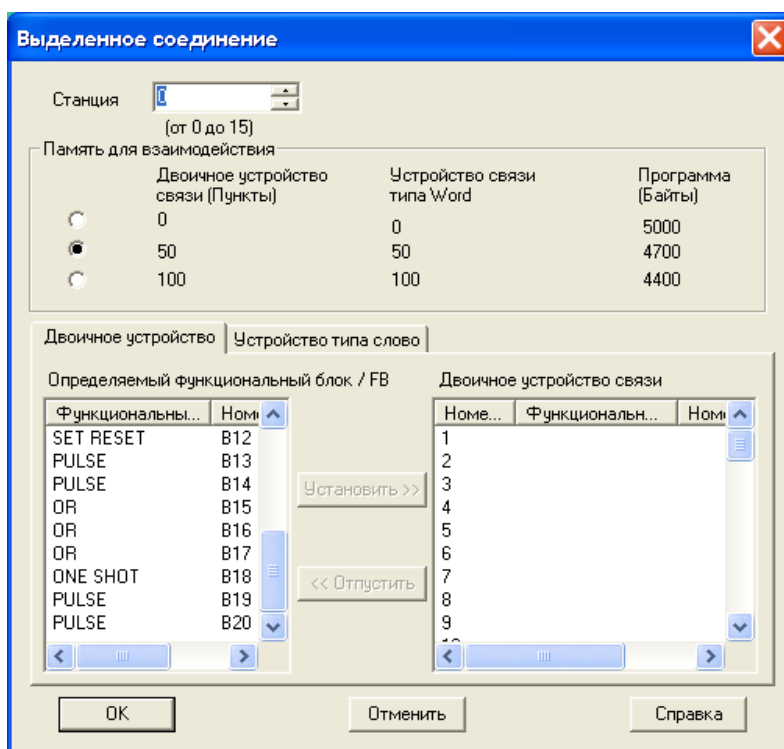 Выделенное соединение
Станция 0
(от 0 до 15)
Память для взаимодействия
Двоичное устройство связи (Пункты)
Устройство связи типа Word
Программа (Байты)
0 0 5000
50 50 4700
100 100 4400
Двоичное устройство Устройство типа слово
Определяемый функциональный блок / FB
Функциональны... Номе
SET RESET B12
PULSE B13
PULSE B14
OR B15
OR B16
OR B17
ONE SHOT B18
PULSE B19
PULSE B20
Установить >>
<< Отпустить
Двоичное устройство связи
Номе... Функциональн... Номе
1
2
3
4
5
6
7
8
9
OK Отменить Справка